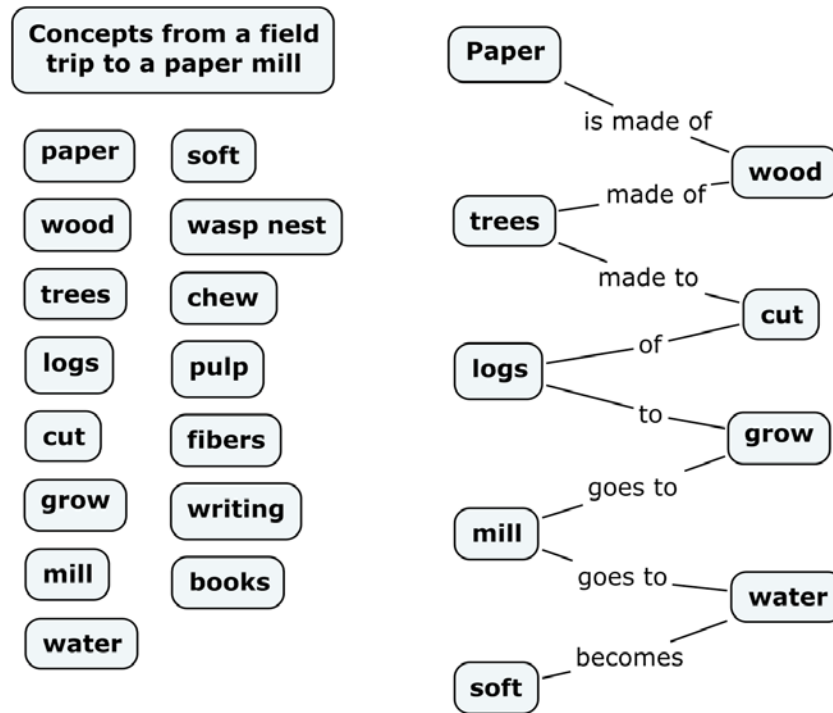 Concepts from a field
trip to a paper mill
paper
wood
trees
logs
cut
grow
mill
water
soft
wasp nest
chew
pulp
fibers
writing
books
Paper
is made of
wood
made of
trees
made to
cut
of
logs
to
grow
goes to
mill
goes to
water
becomes
soft